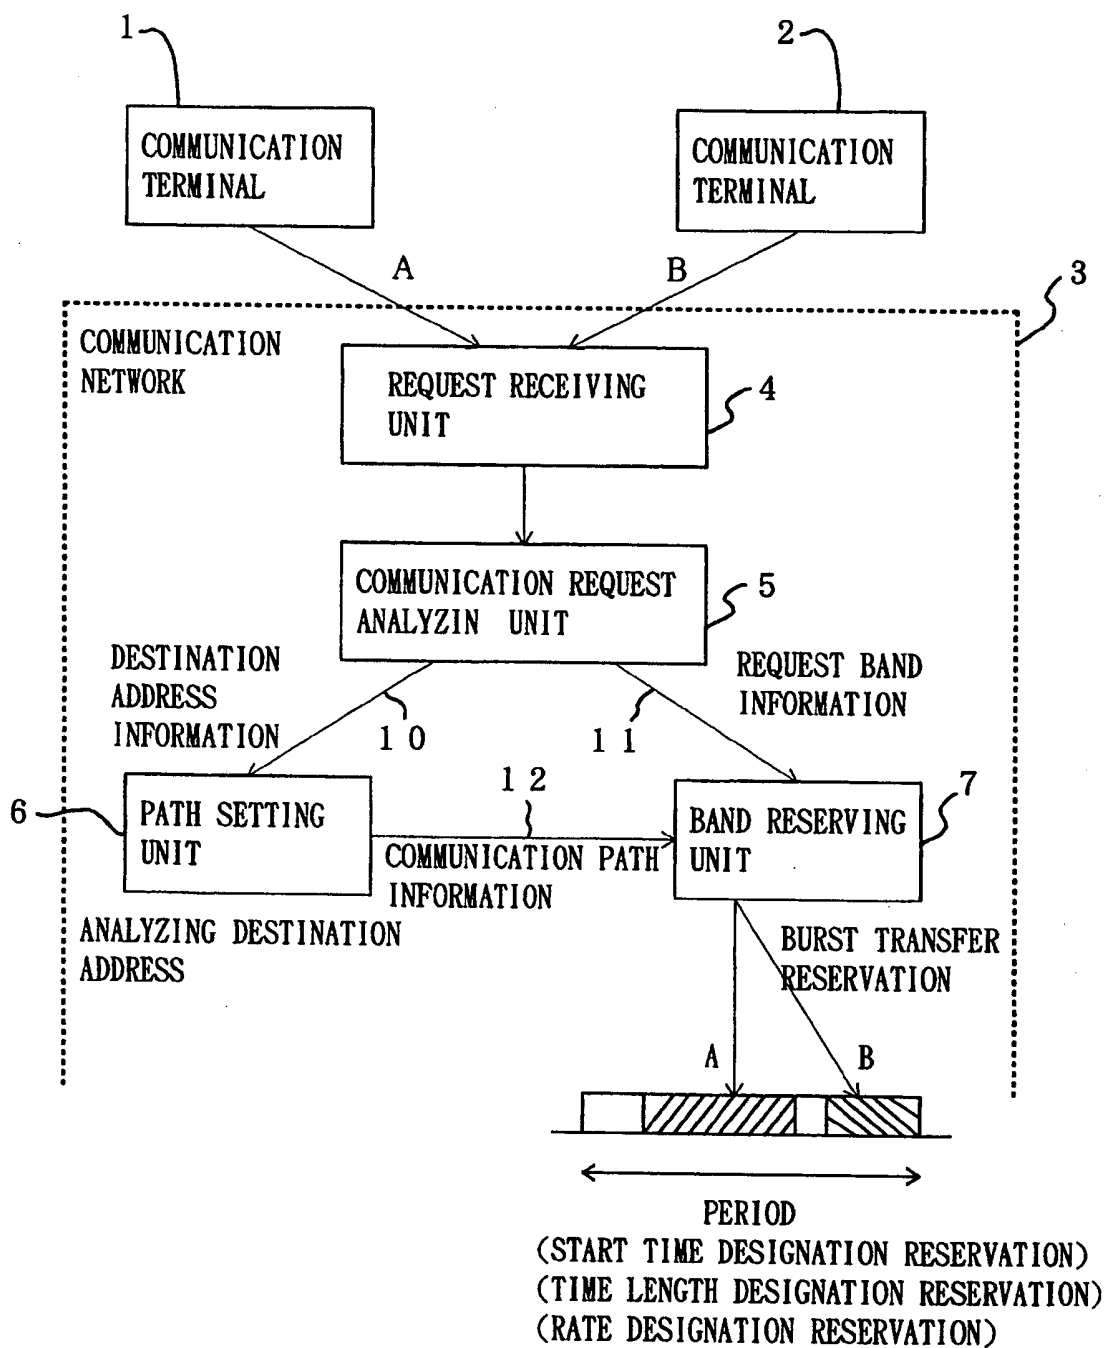 1
2
COMMUNICATION
TERMINAL
COMMUNICATION
TERMINAL
A
B
3
COMMUNICATION
NETWORK
REQUEST RECEIVING
UNIT
4
COMMUNICATION REQUEST
ANALYZIN UNIT
5
DESTINATION
ADDRESS
INFORMATION
REQUEST BAND
INFORMATION
10
11
6
PATH SETTING
UNIT
12
COMMUNICATION PATH
INFORMATION
BAND RESERVING
UNIT
7
ANALYZING DESTINATION
ADDRESS
BURST TRANSFER
RESERVATION
A
B
PERIOD
(START TIME DESIGNATION RESERVATION)
(TIME LENGTH DESIGNATION RESERVATION)
(RATE DESIGNATION RESERVATION)